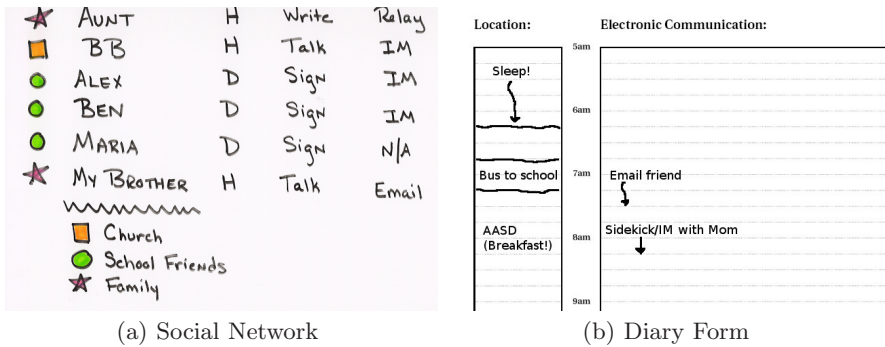 AUNT H Write Relay
BB H Talk IM
ALEX D Sign IM
BEN D Sign IM
MARIA D Sign N/A
MY BROTHER H Talk Email
Church
School Friends
Family
(a) Social Network
Location: Electronic Communication:
5am
Sleep!
6am
Bus to school 7am Email friend
AASD Sidekick/IM with Mom
(Breakfast!) 8am
9am
(b) Diary Form